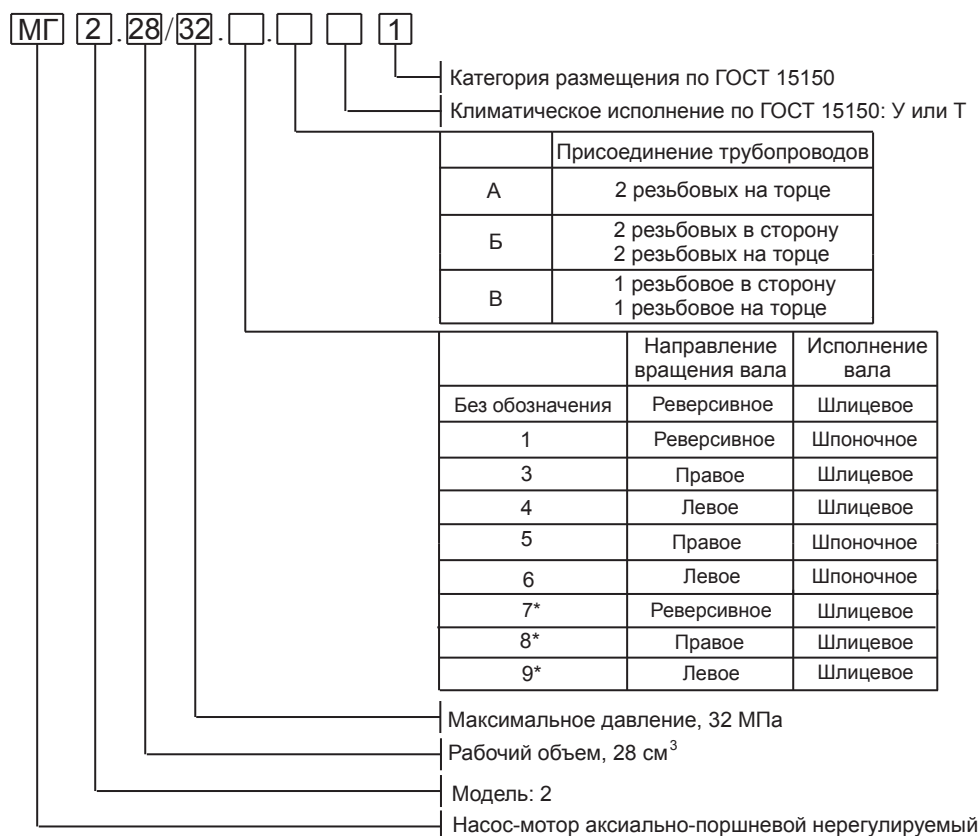 МГ 2.28/32. . 1
Категория размещения по ГОСТ 15150
Климатическое исполнение по ГОСТ 15150: У или Т
Присоединение трубопроводов
А 2 резьбовых на торце
Б 2 резьбовых в сторону
2 резьбовых на торце
В 1 резьбовое в сторону
1 резьбовое на торце
Направление вращения вала Исполнение вала
Без обозначения Реверсивное Шлицевое
1 Реверсивное Шпоночное
3 Правое Шлицевое
4 Левое Шлицевое
5 Правое Шпоночное
6 Левое Шпоночное
7* Реверсивное Шлицевое
8* Правое Шлицевое
9* Левое Шлицевое
Максимальное давление, 32 МПа
Рабочий объем, 28 см³
Модель: 2
Насос-мотор аксиально-поршневой нерегулируемый